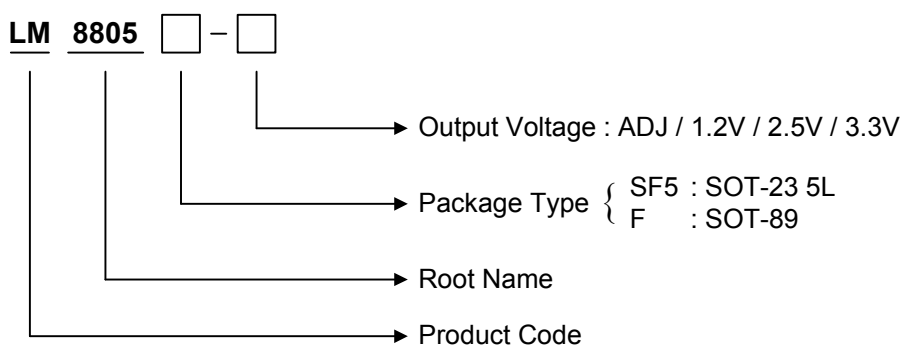 LM 8805 □ – □
Output Voltage : ADJ / 1.2V / 2.5V / 3.3V
Package Type { SF5 : SOT-23 5L
F : SOT-89
Root Name
Product Code